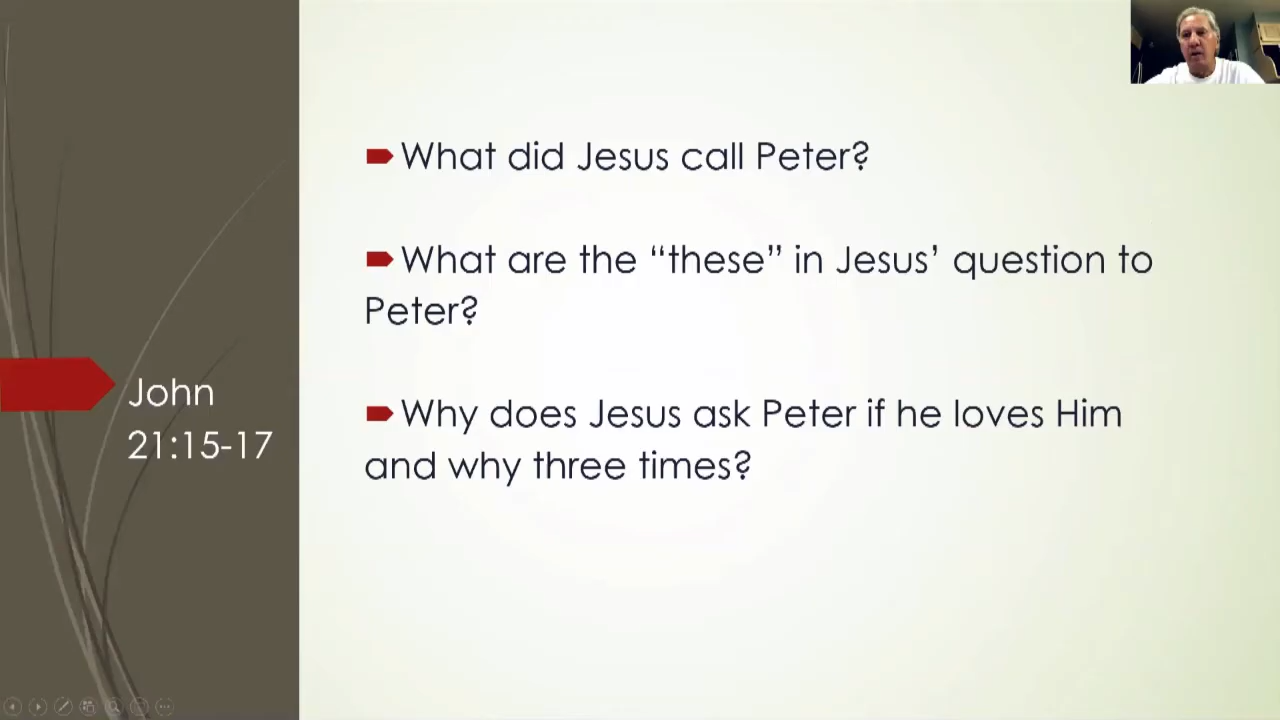 What did Jesus call Peter?
What are the “these” in Jesus’ question to
Peter?
Why does Jesus ask Peter if he loves Him
and why three times?
John
21:15-17